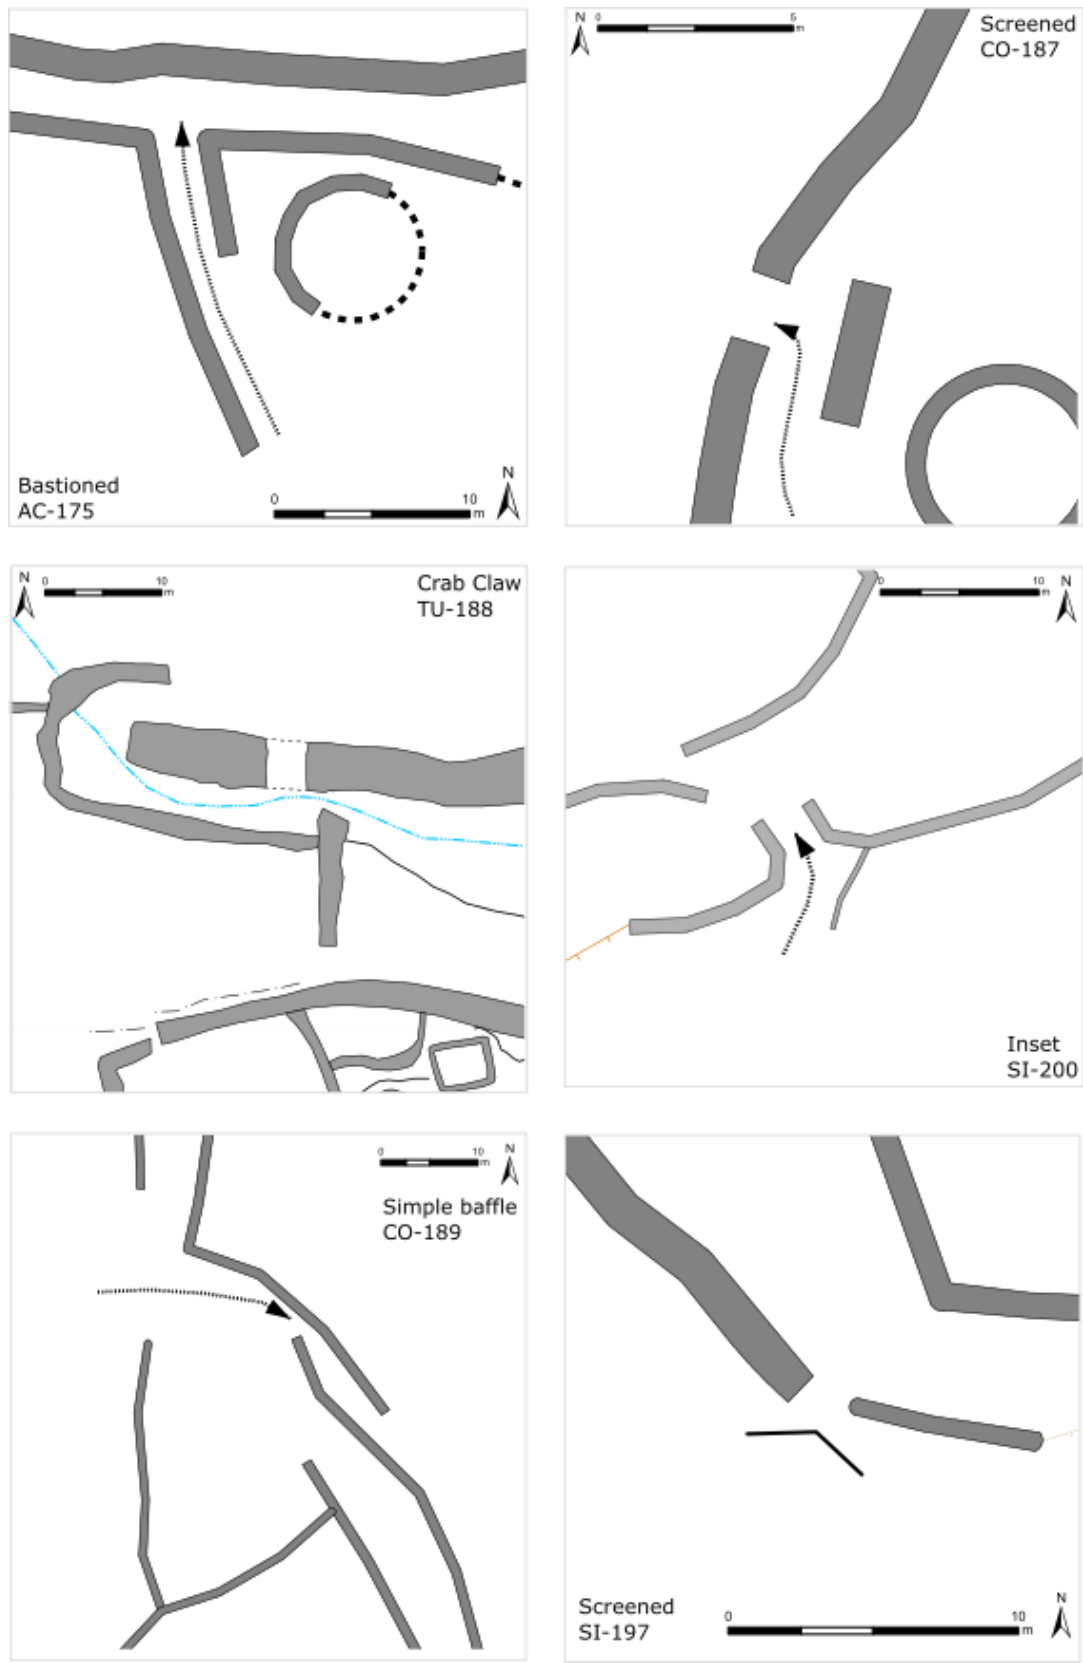 Bastioned
AC-175
0 10
m
N
N
0 5
m
Screened
CO-187
N
0 10
m
Crab Claw
TU-188
0 10
m
N
Inset
SI-200
0 10
m
N
Simple baffle
CO-189
Screened
SI-197
0 10
m
N